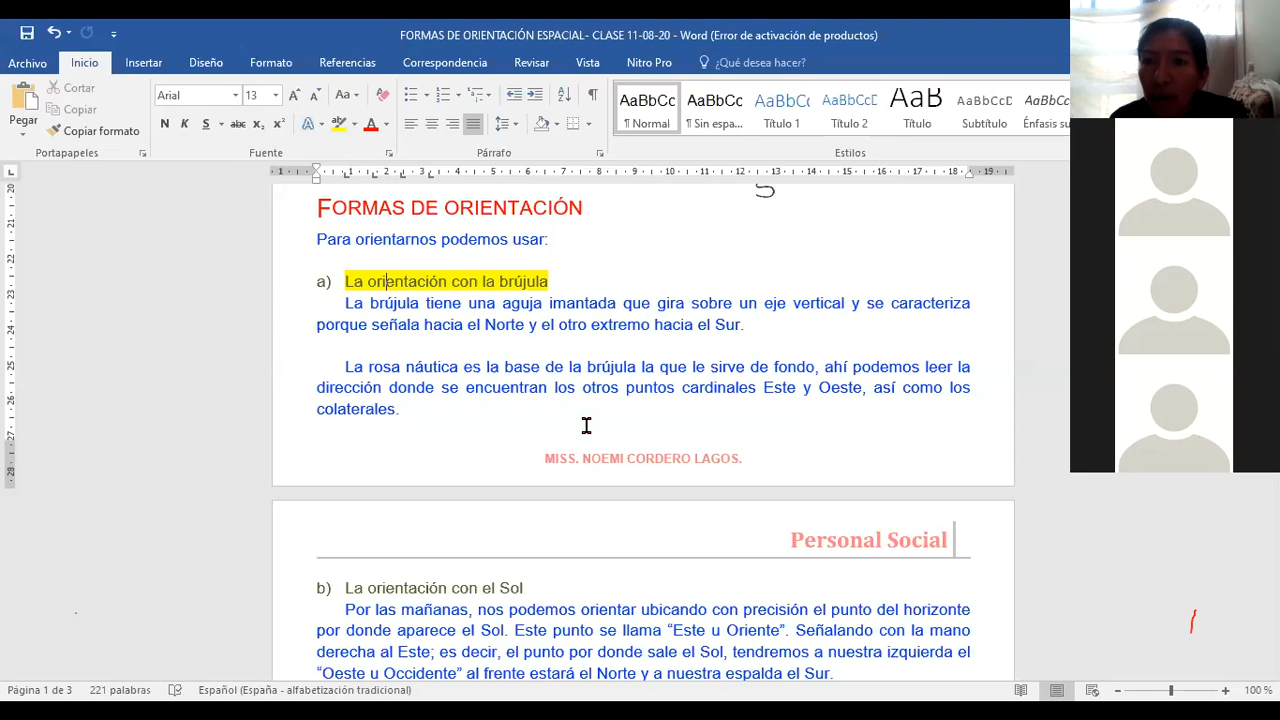 FORMAS DE ORIENTACIÓN ESPACIAL- CLASE 11-08-20 - Word (Error de activación de productos)
Archivo Inicio Insertar Diseño Formato Referencias Correspondencia Revisar Vista Nitro Pro ¿Qué desea hacer?
Pegar
Cortar
Copiar
Copiar formato
Arial 13
N K S abc x₂ x²
AaBbCc AaBbCc AaBbCc AaBbCc AaB AaBbCcD AaBbCc
¶ Normal ¶ Sin espa... Título 1 Título 2 Título Subtítulo Énfasis su
Portapapeles Fuente Párrafo Estilos
FORMAS DE ORIENTACIÓN
Para orientarnos podemos usar:
a) La orientación con la brújula
La brújula tiene una aguja imantada que gira sobre un eje vertical y se caracteriza
porque señala hacia el Norte y el otro extremo hacia el Sur.
La rosa náutica es la base de la brújula la que le sirve de fondo, ahí podemos leer la
dirección donde se encuentran los otros puntos cardinales Este y Oeste, así como los
colaterales.
MISS. NOEMI CORDERO LAGOS.
Personal Social
b) La orientación con el Sol
Por las mañanas, nos podemos orientar ubicando con precisión el punto del horizonte
por donde aparece el Sol. Este punto se llama “Este u Oriente”. Señalando con la mano
derecha al Este; es decir, el punto por donde sale el Sol, tendremos a nuestra izquierda el
“Oeste u Occidente” al frente estará el Norte y a nuestra espalda el Sur.
Página 1 de 3 221 palabras Español (España - alfabetización tradicional) 100 %